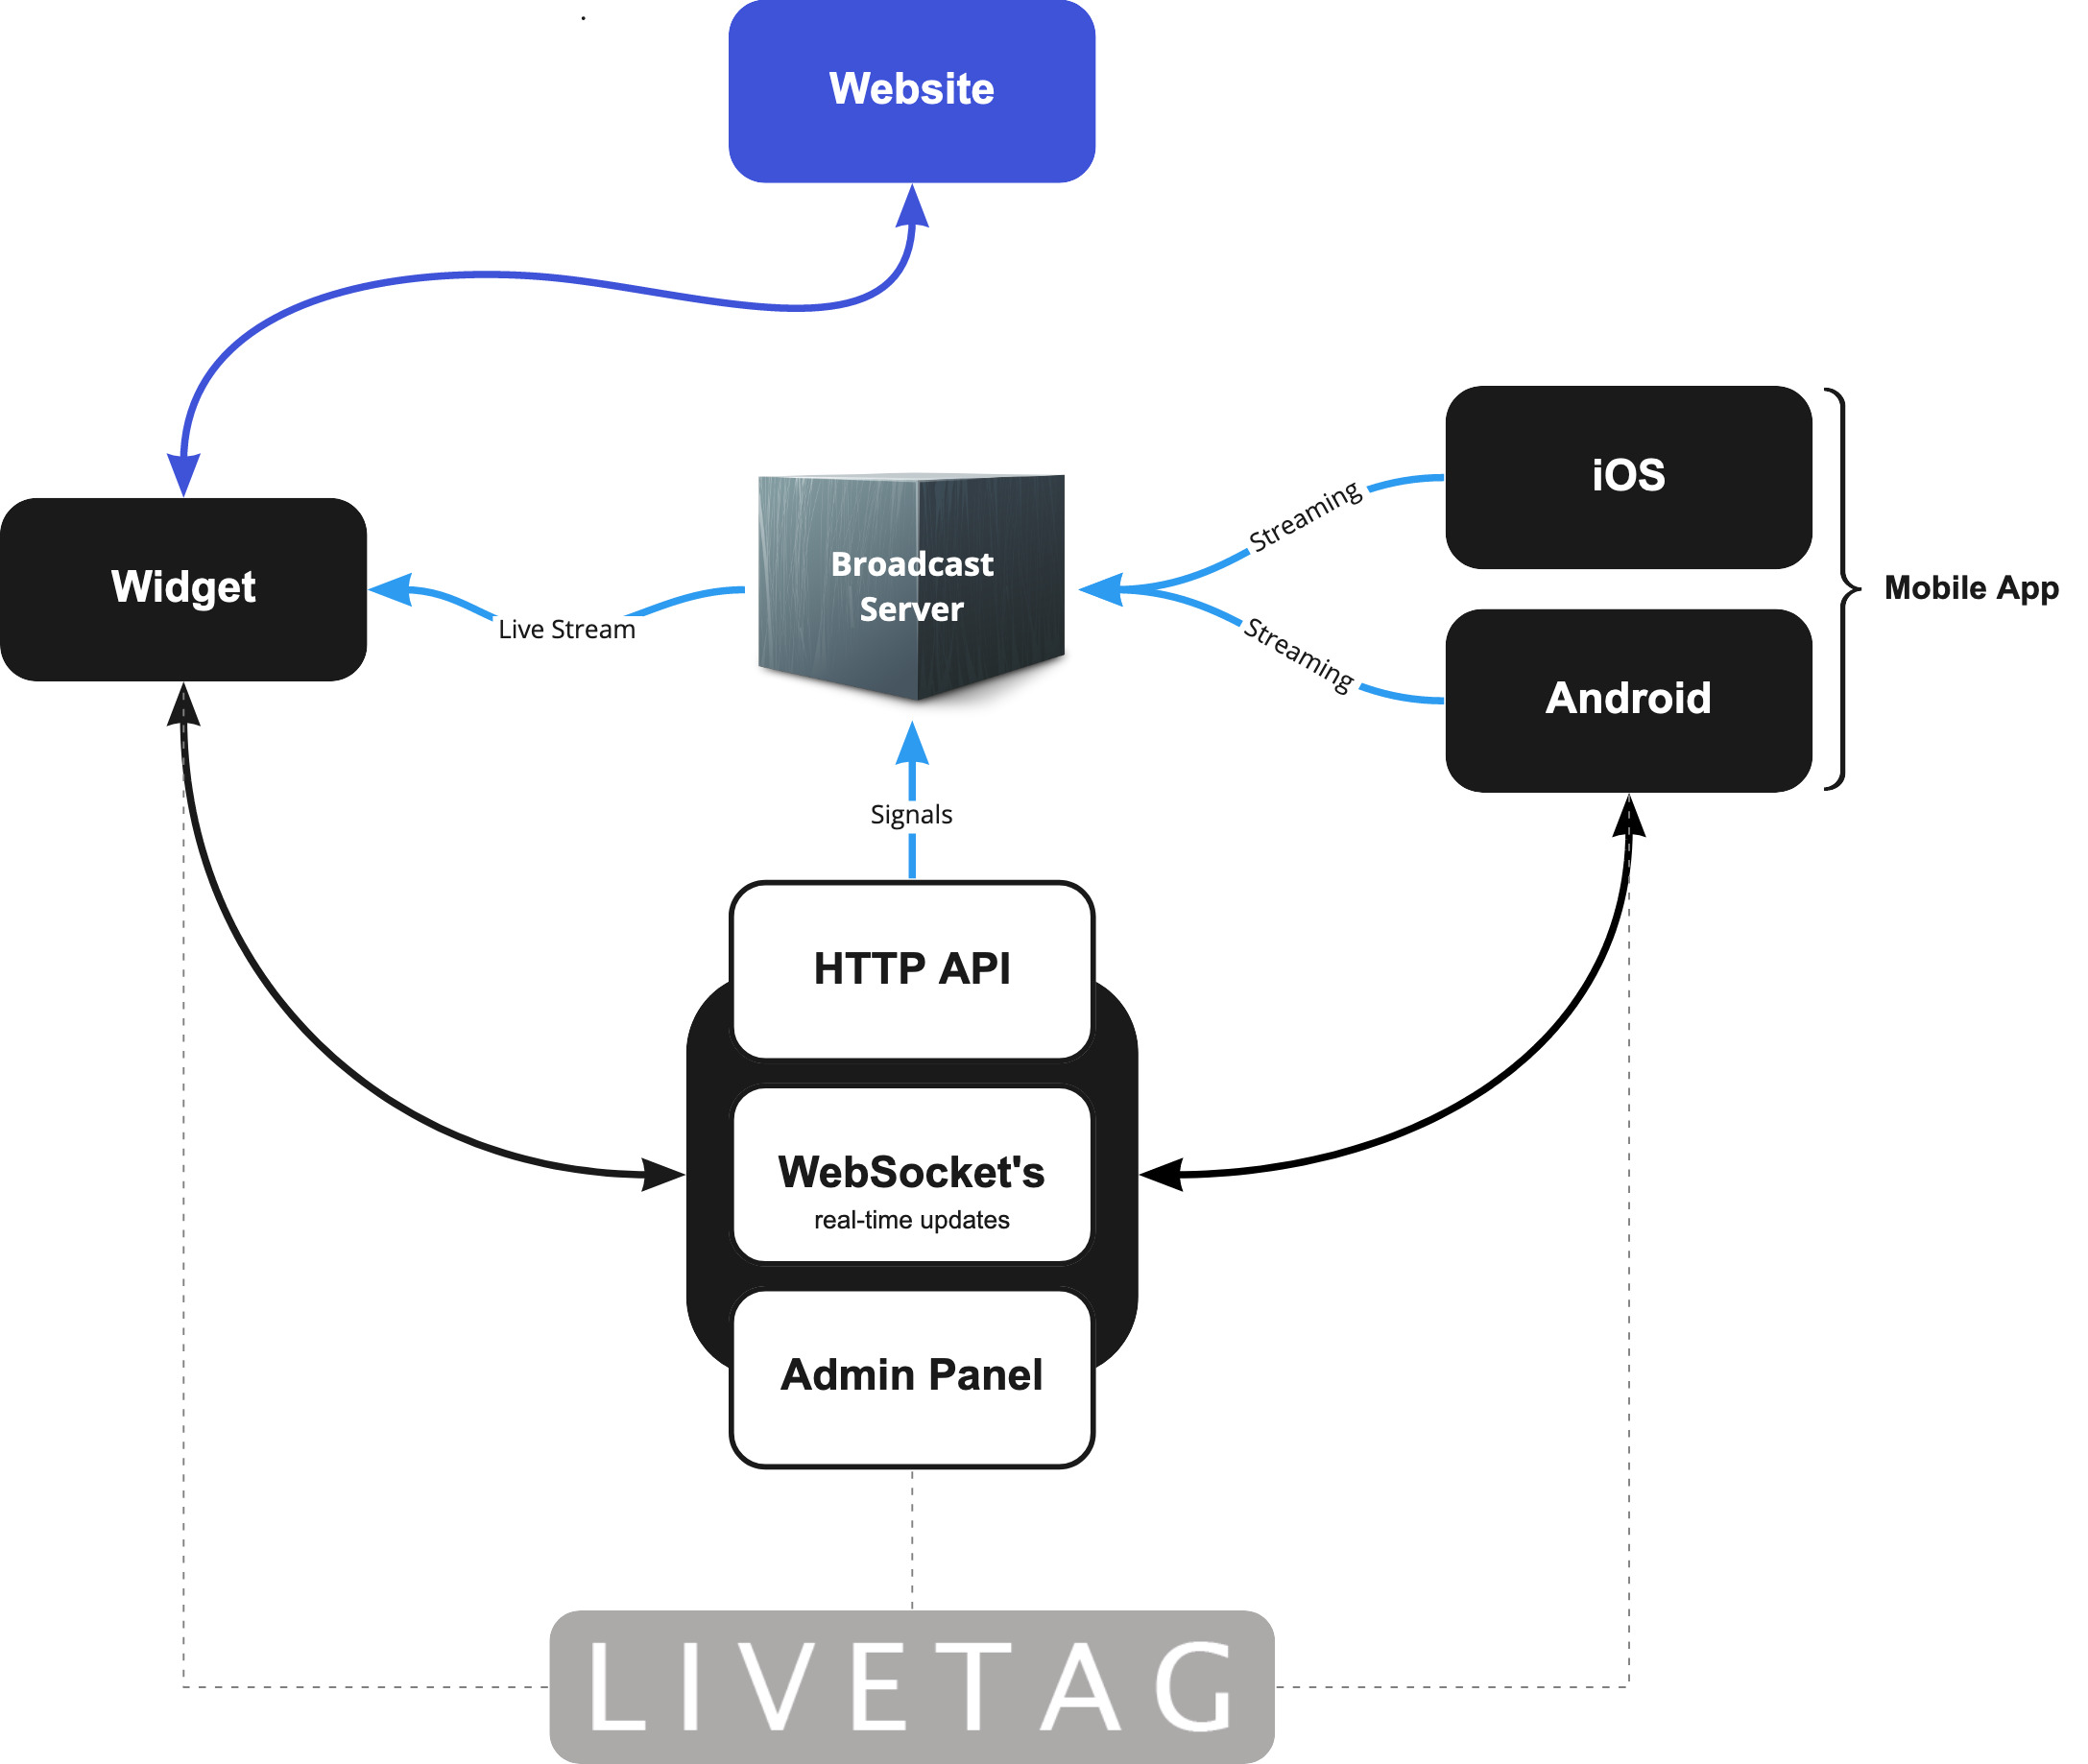 Website
iOS
Streaming
Broadcast
Server
Widget
Live Stream
Mobile App
Streaming
Android
Signals
HTTP API
WebSocket's
real-time updates
Admin Panel
LIVETAG